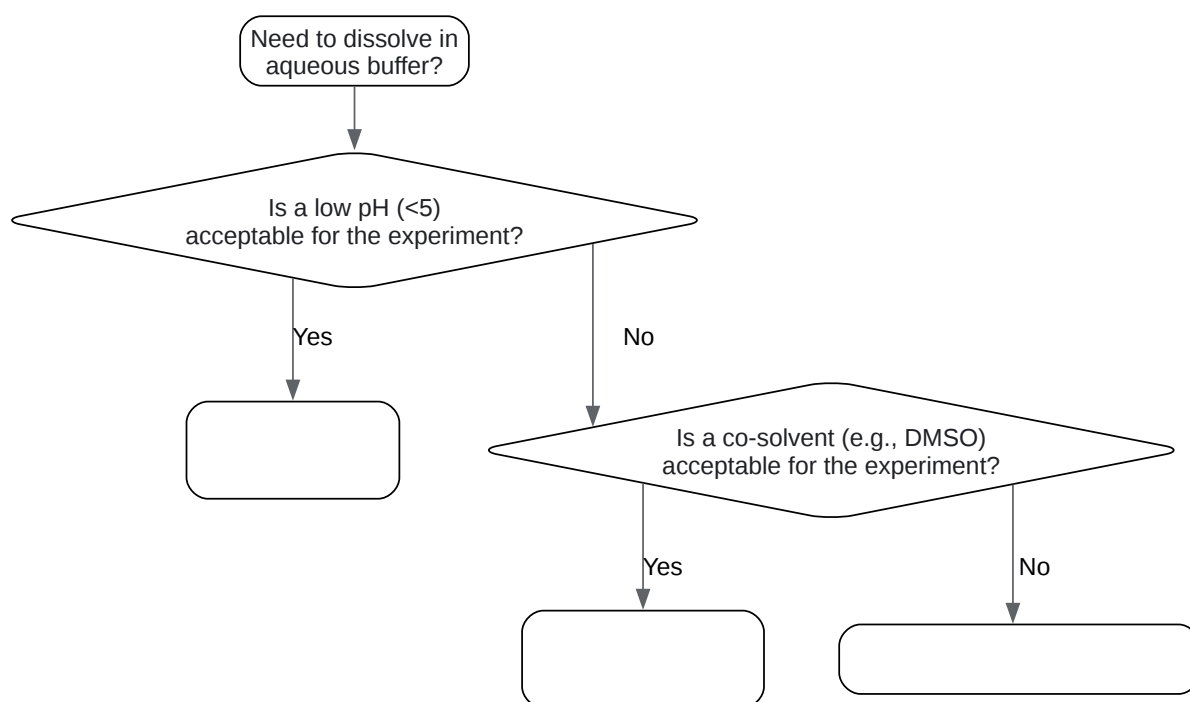 Need to dissolve in
aqueous buffer?
Is a low pH (<5)
acceptable for the experiment?
Yes
No
Is a co-solvent (e.g., DMSO)
acceptable for the experiment?
Yes
No